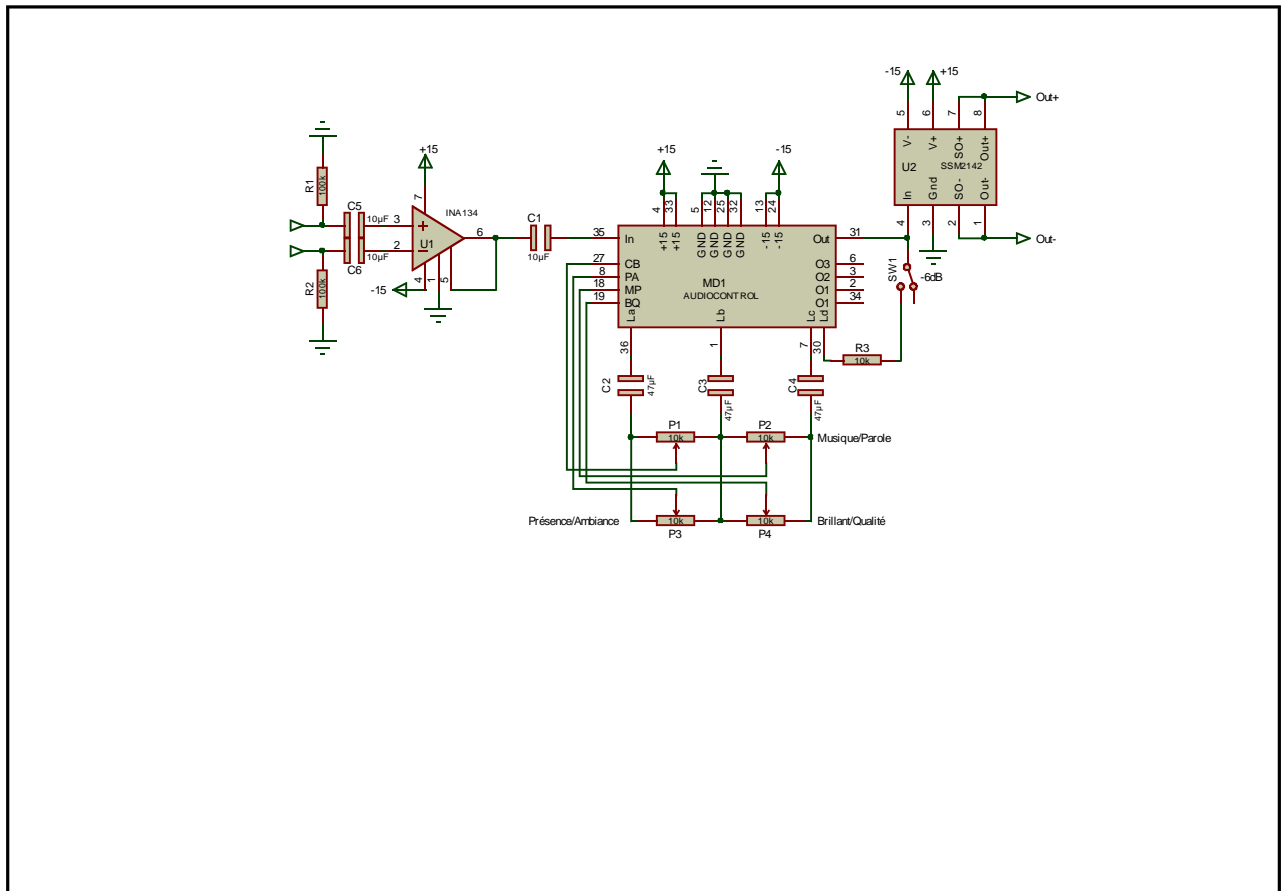 -15
+15
Out+
5
6
7
8
V-
V+
SO+
Out+
U2
SSM2142
In
Gnd
SO-
Out-
4
3
2
1
Out-
R1
100k
C5
10µF
3
2
C6
10µF
R2
100k
+15
7
INA134
U1
6
4
1
5
-15
C1
10µF
+15
-15
4
33
5
12
25
32
13
24
+15
+15
GND
GND
GND
GND
-15
-15
35
In
Out
31
27
CB
O3
6
8
PA
MD1
O2
3
18
MP
AUDIOCONTROL
O1
2
19
BQ
O1
34
La
Lb
Lc
Ld
36
1
7
30
SW1
-6dB
R3
10k
C2
47µF
C3
47µF
C4
47µF
P1
10k
P2
10k
Musique/Parole
Présence/Ambiance
10k
P3
10k
P4
Brillant/Qualité